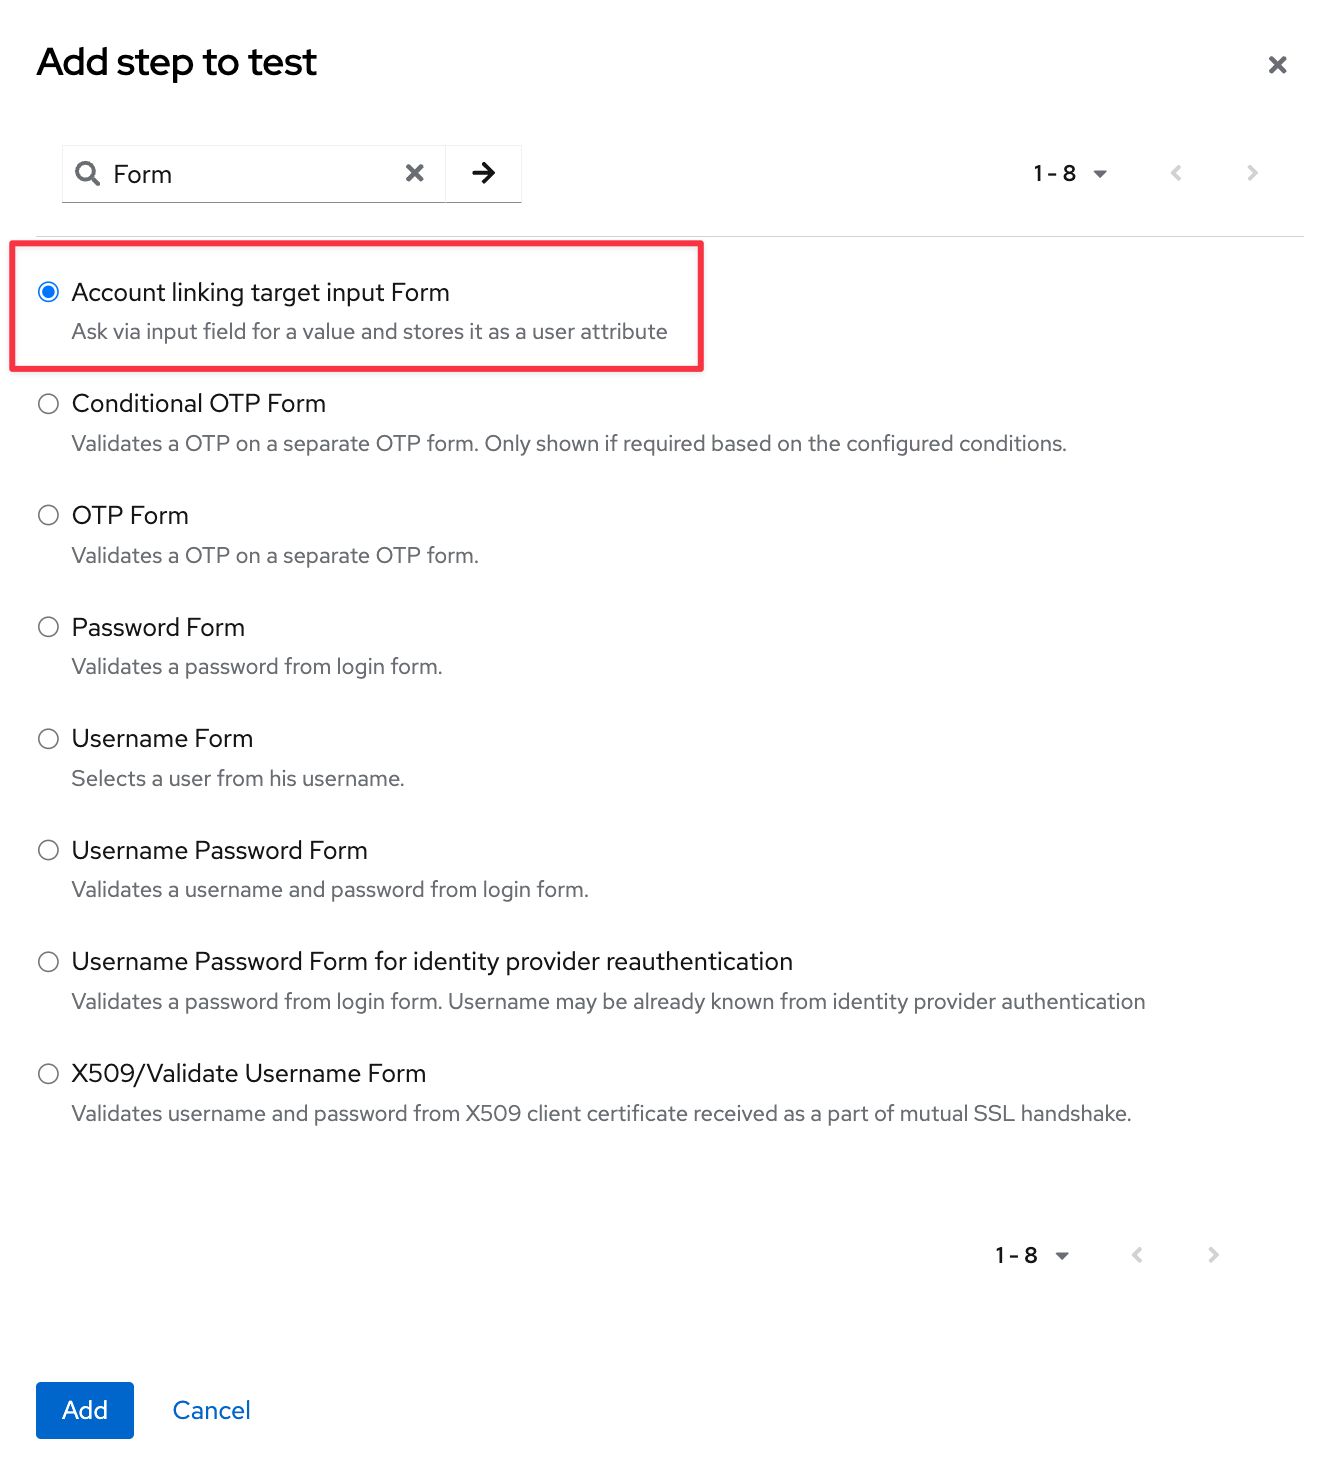 Add step to test
Form
1 - 8
Account linking target input Form
Ask via input field for a value and stores it as a user attribute
Conditional OTP Form
Validates a OTP on a separate OTP form. Only shown if required based on the configured conditions.
OTP Form
Validates a OTP on a separate OTP form.
Password Form
Validates a password from login form.
Username Form
Selects a user from his username.
Username Password Form
Validates a username and password from login form.
Username Password Form for identity provider reauthentication
Validates a password from login form. Username may be already known from identity provider authentication
X509/Validate Username Form
Validates username and password from X509 client certificate received as a part of mutual SSL handshake.
1 - 8
Add
Cancel